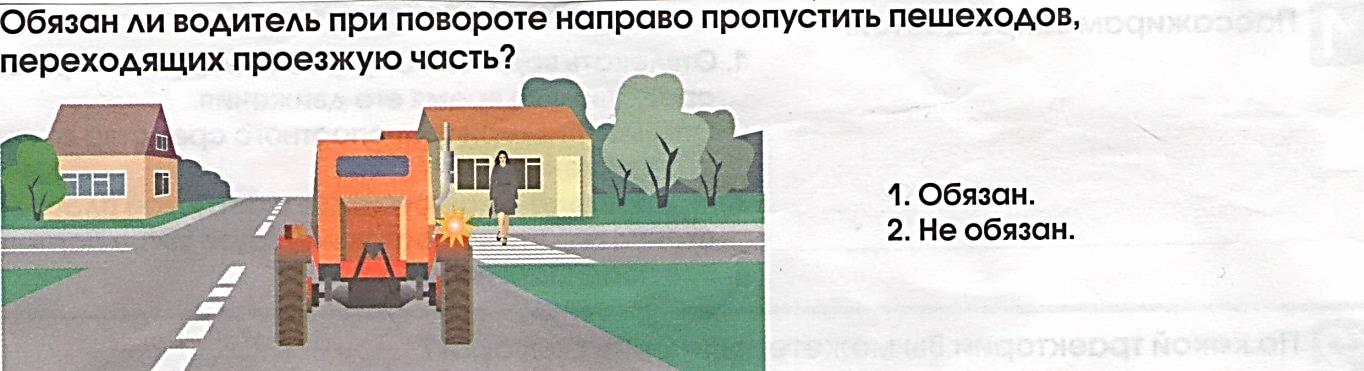 Обязан ли водитель при повороте направо пропустить пешеходов,
переходящих проезжую часть?
1. Обязан.
2. Не обязан.